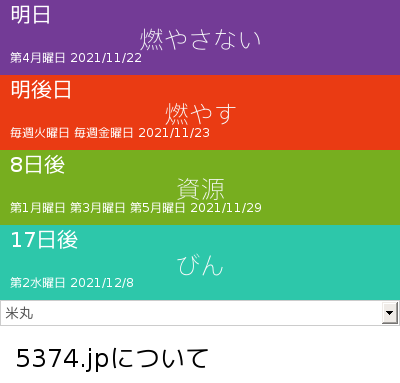 明日
燃やさない
第4月曜日 2021/11/22
明後日
燃やす
毎週火曜日 毎週金曜日 2021/11/23
8日後
資源
第1月曜日 第3月曜日 第5月曜日 2021/11/29
17日後
びん
第2水曜日 2021/12/8
米丸
5374.jpについて